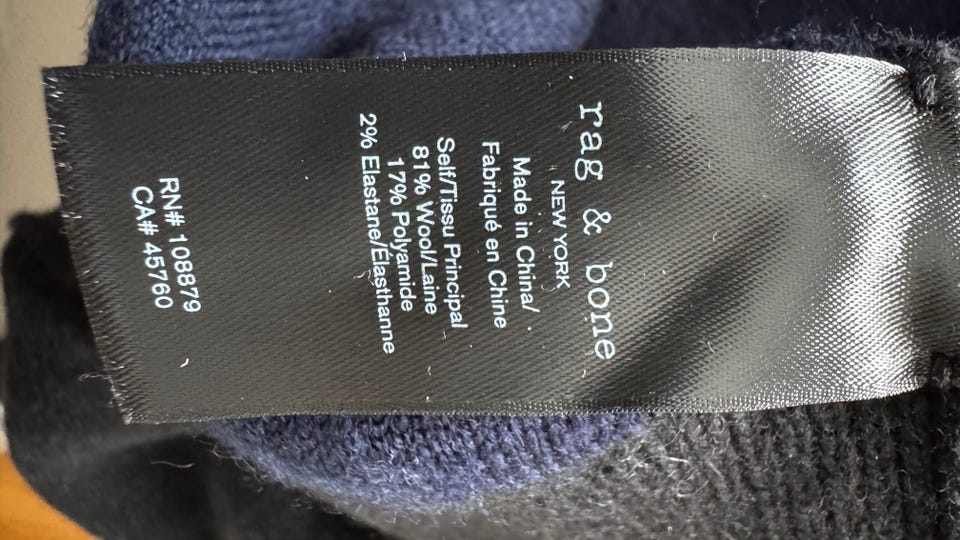 rag & bone
NEW YORK
Made in China/
Fabriqué en Chine
Self/Tissu Principal
81% Wool/Laine
17% Polyamide
2% Elastane/Élasthanne
RN# 108879
CA# 45760